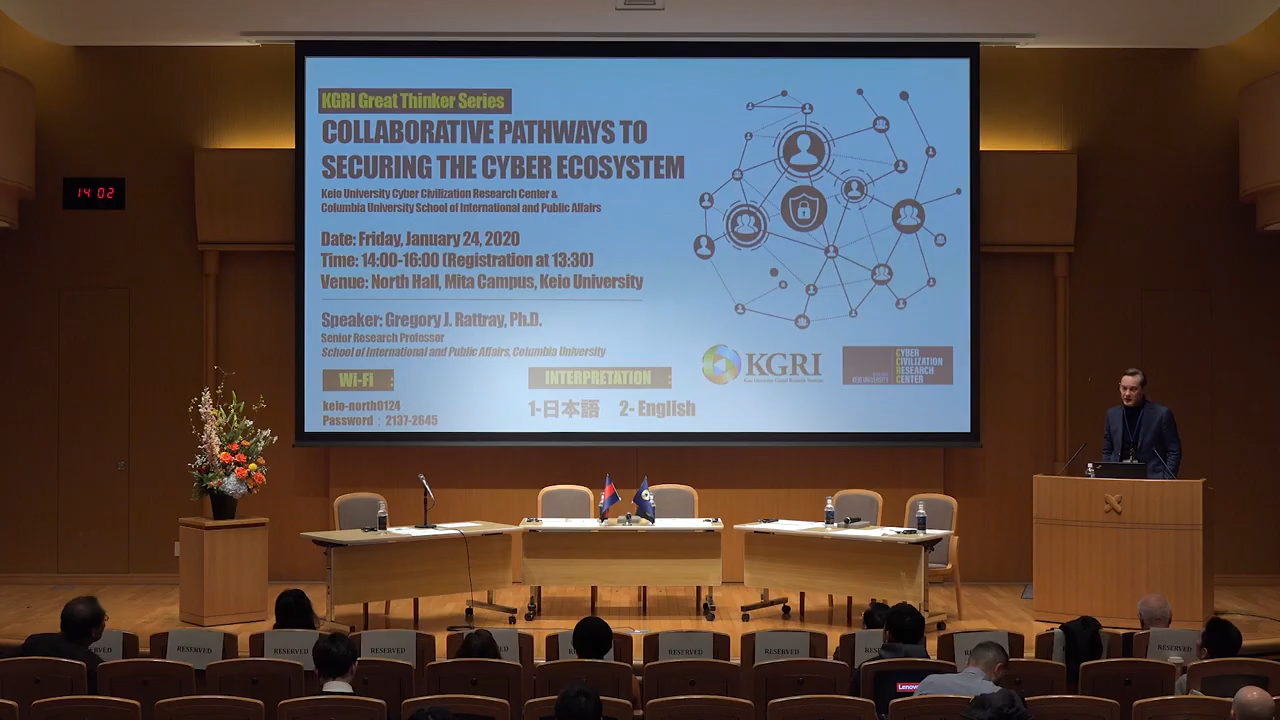 KGRI Great Thinker Series
COLLABORATIVE PATHWAYS TO
SECURING THE CYBER ECOSYSTEM
Keio University Cyber Civilization Research Center &
Columbia University School of International and Public Affairs
Date: Friday, January 24, 2020
Time: 14:00-16:00 (Registration at 13:30)
Venue: North Hall, Mita Campus, Keio University
Speaker: Gregory J. Rattray, Ph.D.
Senior Research Professor
School of International and Public Affairs, Columbia University
Wi-Fi :
keio-north0124
Password : 2137-2645
INTERPRETATION :
1-日本語 2- English
KGRI
KEIO UNIVERSITY
CYBER
CIVILIZATION
RESEARCH
CENTER
14 02
RESERVED
RESERVED
RESERVED
RESERVED
RESERVED
RESERVED
Lenovo